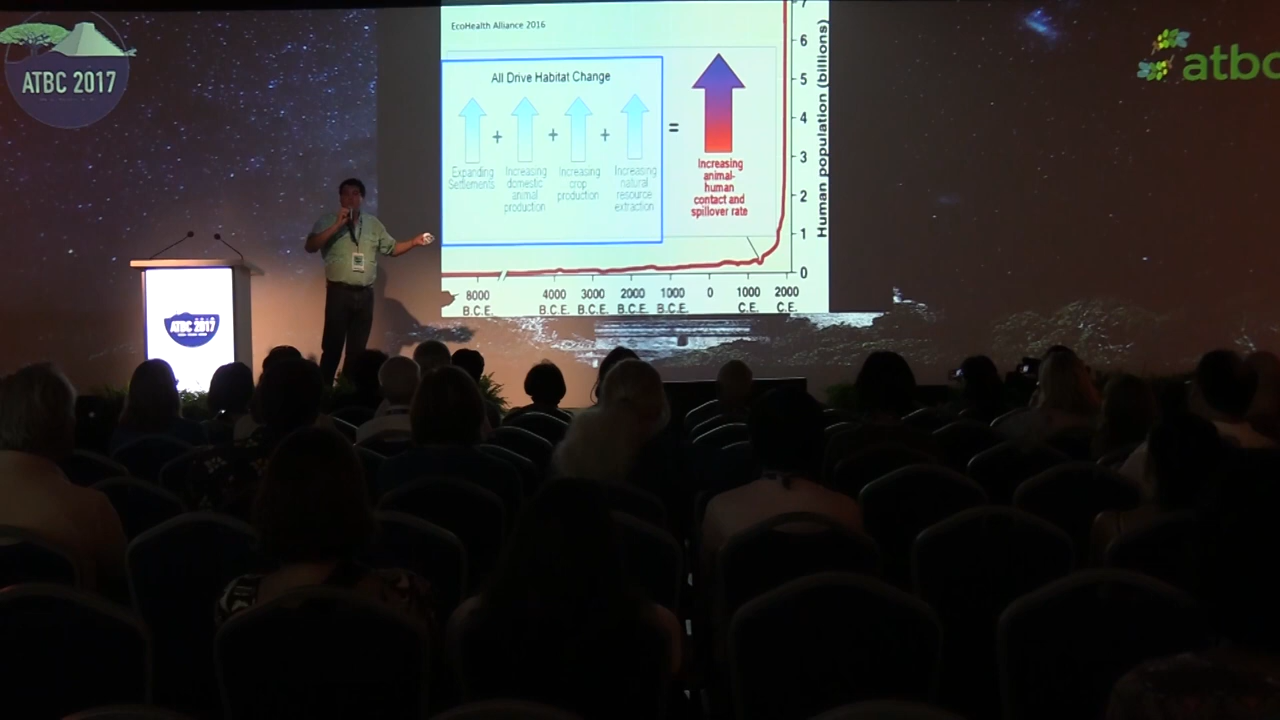 ATBC 2017
atbc
EcoHealth Alliance 2016
All Drive Habitat Change
+ + + =
Expanding
Settlements
Increasing
domestic
animal
production
Increasing
crop
production
Increasing
natural
resource
extraction
Increasing
animal-
human
contact and
spillover rate
7
6
5
4
3
2
1
0
Human population (billions)
8000
B.C.E.
4000
B.C.E.
3000
B.C.E.
2000
B.C.E.
1000
B.C.E.
0
1000
C.E.
2000
C.E.
ATBC 2017